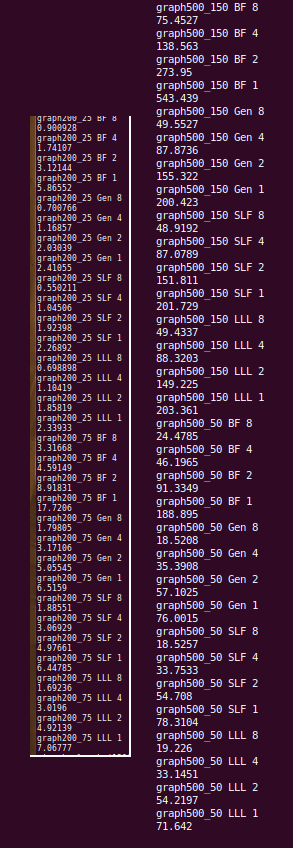 graph200_25 BF 8
0.900928
graph200_25 BF 4
1.74107
graph200_25 BF 2
3.12144
graph200_25 BF 1
5.86552
graph200_25 Gen 8
0.700766
graph200_25 Gen 4
1.16857
graph200_25 Gen 2
2.03039
graph200_25 Gen 1
2.41055
graph200_25 SLF 8
0.550211
graph200_25 SLF 4
1.04506
graph200_25 SLF 2
1.92398
graph200_25 SLF 1
2.26892
graph200_25 LLL 8
0.698898
graph200_25 LLL 4
1.10419
graph200_25 LLL 2
1.85819
graph200_25 LLL 1
2.33933
graph200_75 BF 8
3.31668
graph200_75 BF 4
4.59149
graph200_75 BF 2
8.91831
graph200_75 BF 1
17.7206
graph200_75 Gen 8
1.79805
graph200_75 Gen 4
3.17106
graph200_75 Gen 2
5.05545
graph200_75 Gen 1
6.5159
graph200_75 SLF 8
1.88551
graph200_75 SLF 4
3.06929
graph200_75 SLF 2
4.97661
graph200_75 SLF 1
6.44785
graph200_75 LLL 8
1.69236
graph200_75 LLL 4
3.0196
graph200_75 LLL 2
4.92139
graph200_75 LLL 1
7.06777
graph500_150 BF 8
75.4527
graph500_150 BF 4
138.563
graph500_150 BF 2
273.95
graph500_150 BF 1
543.439
graph500_150 Gen 8
49.5527
graph500_150 Gen 4
87.8736
graph500_150 Gen 2
155.322
graph500_150 Gen 1
200.423
graph500_150 SLF 8
48.9192
graph500_150 SLF 4
87.0789
graph500_150 SLF 2
151.811
graph500_150 SLF 1
201.729
graph500_150 LLL 8
49.4337
graph500_150 LLL 4
88.3203
graph500_150 LLL 2
149.225
graph500_150 LLL 1
203.361
graph500_50 BF 8
24.4785
graph500_50 BF 4
46.1965
graph500_50 BF 2
91.3349
graph500_50 BF 1
188.895
graph500_50 Gen 8
18.5208
graph500_50 Gen 4
35.3908
graph500_50 Gen 2
57.1025
graph500_50 Gen 1
76.0015
graph500_50 SLF 8
18.5257
graph500_50 SLF 4
33.7533
graph500_50 SLF 2
54.708
graph500_50 SLF 1
78.3104
graph500_50 LLL 8
19.226
graph500_50 LLL 4
33.1451
graph500_50 LLL 2
54.2197
graph500_50 LLL 1
71.642